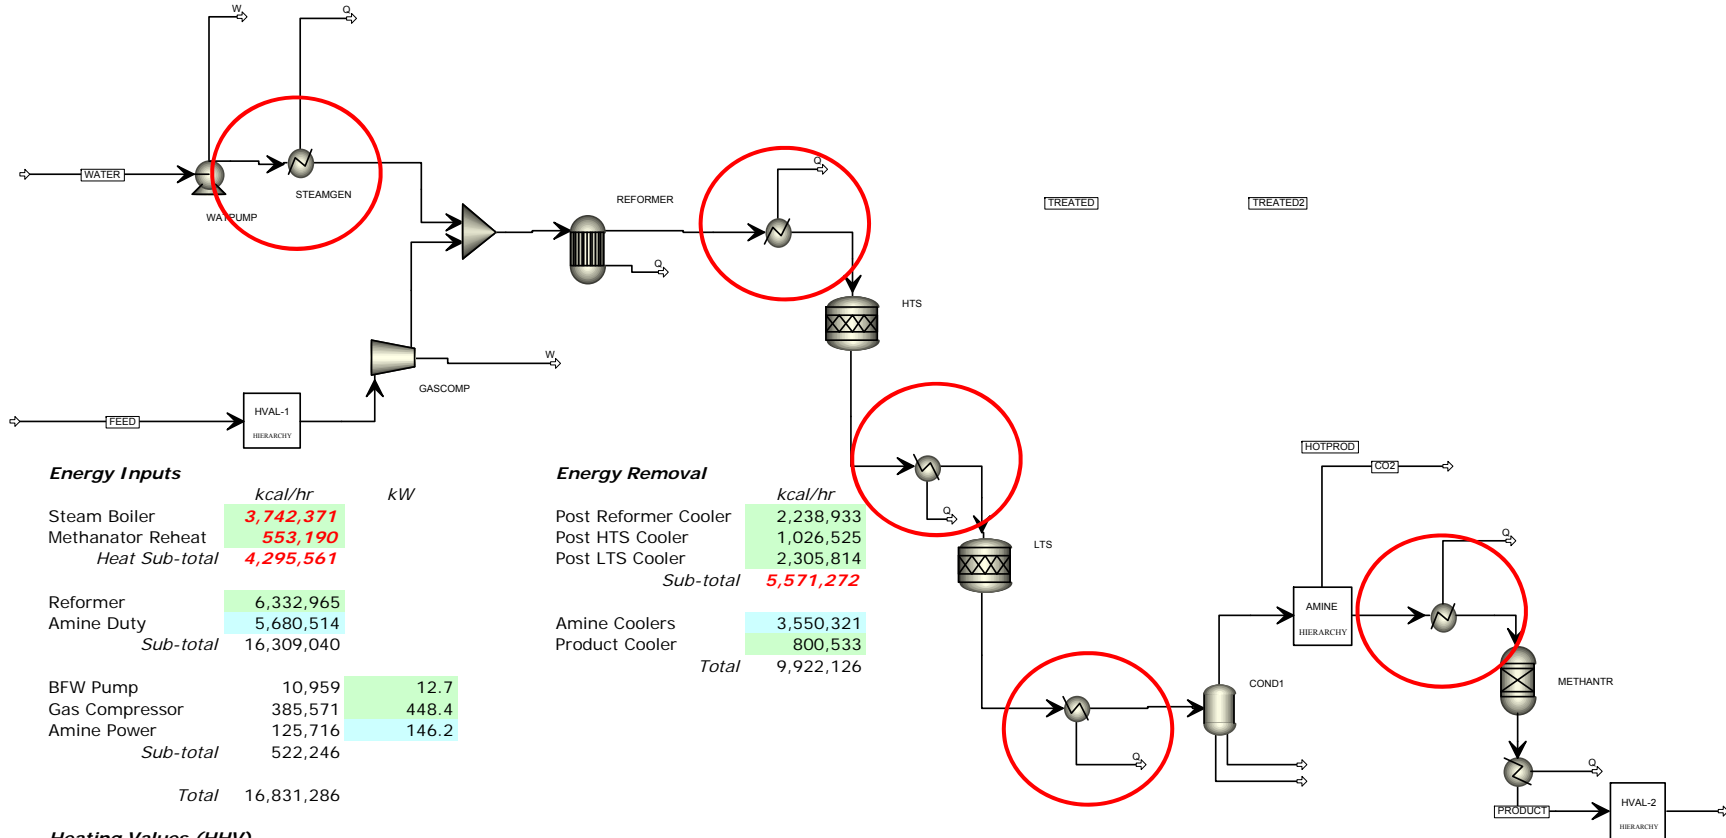 W
Q
WATER
STEAMGEN
WATPUMP
REFORMER
Q
TREATED
TREATED2
Q
HTS
W
GASCOMP
FEED
HVAL-1
HIERARCHY
HOTPROD
CO2
Q
LTS
Q
AMINE
HIERARCHY
COND1
METHANTR
Q
Q
PRODUCT
HVAL-2
HIERARCHY
Energy Inputs
kcal/hr kW
Steam Boiler 3,742,371
Methanator Reheat 553,190
Heat Sub-total 4,295,561
Reformer 6,332,965
Amine Duty 5,680,514
Sub-total 16,309,040
BFW Pump 10,959 12.7
Gas Compressor 385,571 448.4
Amine Power 125,716 146.2
Sub-total 522,246
Total 16,831,286
Heating Values (HHV)
Energy Removal
kcal/hr
Post Reformer Cooler 2,238,933
Post HTS Cooler 1,026,525
Post LTS Cooler 2,305,814
Sub-total 5,571,272
Amine Coolers 3,550,321
Product Cooler 800,533
Total 9,922,126